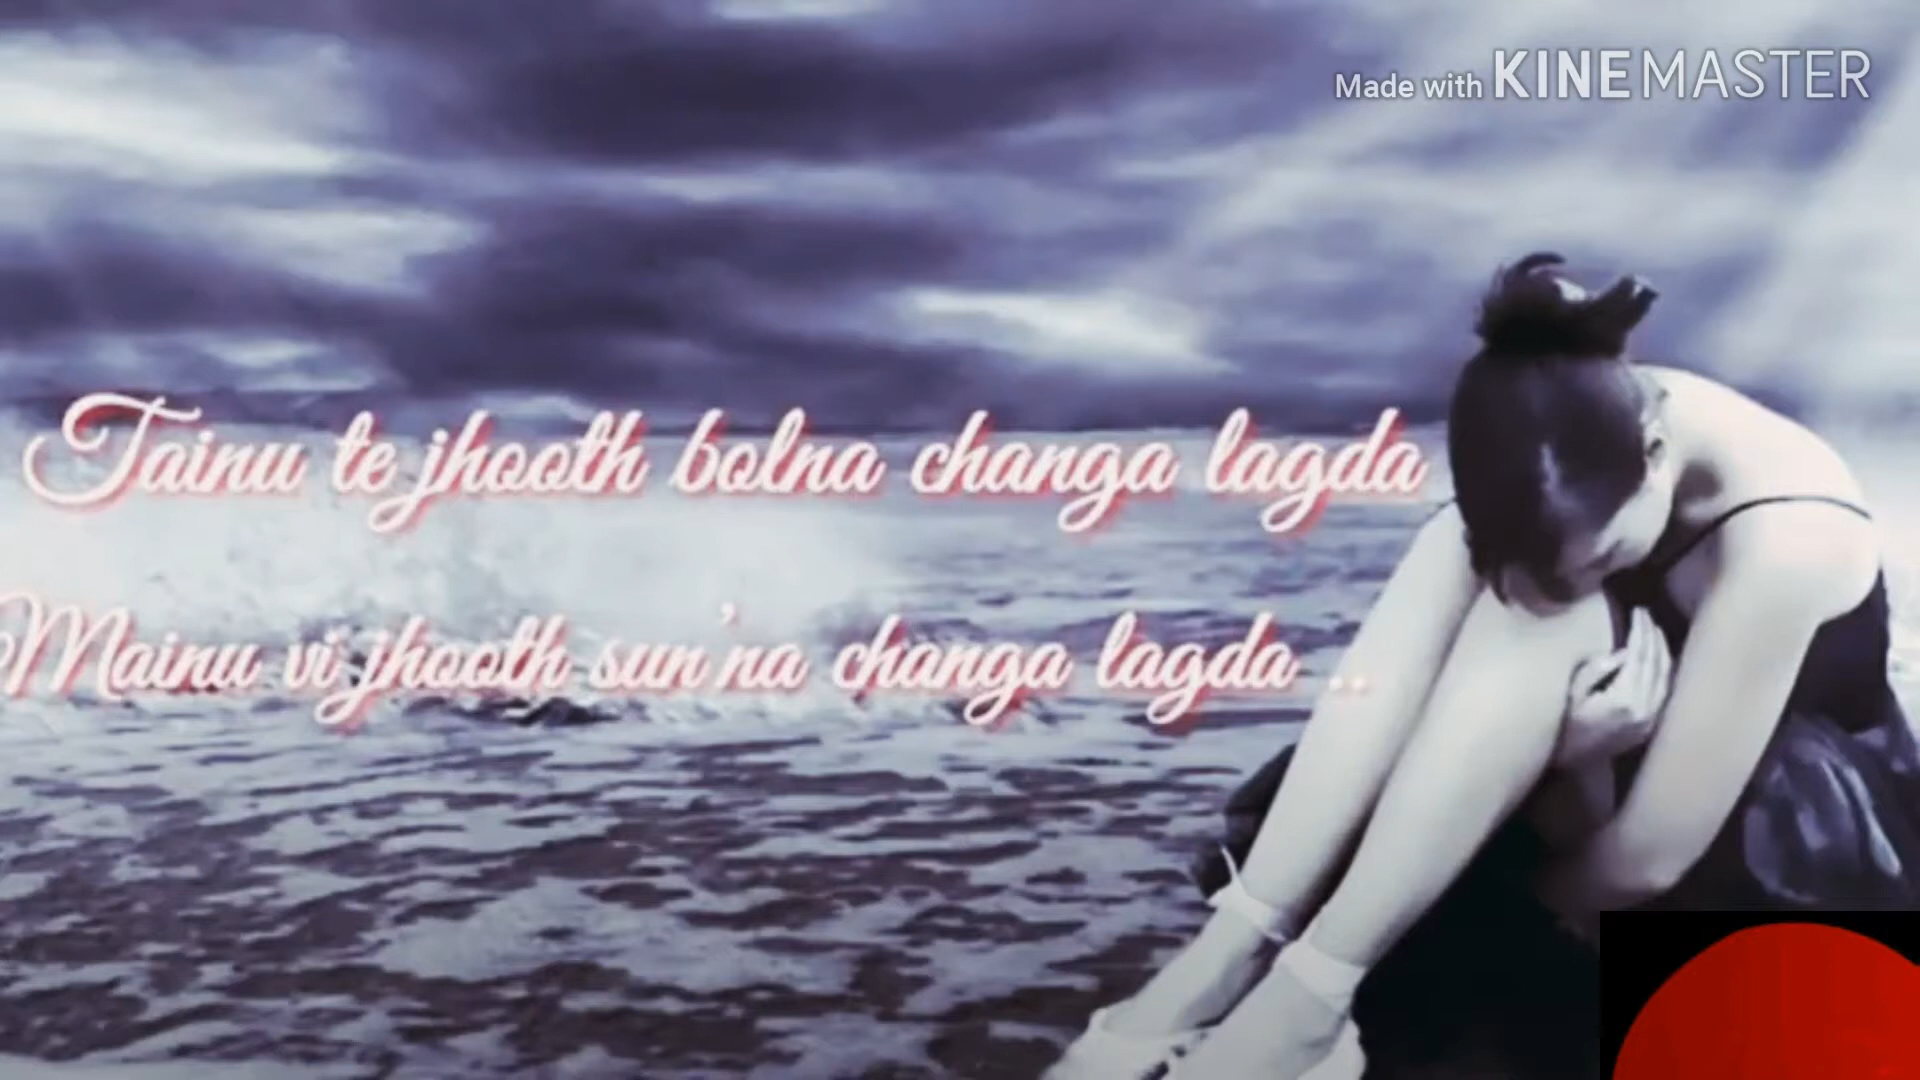 Made with KINEMASTER
Tainu te jhooth bolna changa lagda
Mainu vi jhooth sun'na changa lagda ..